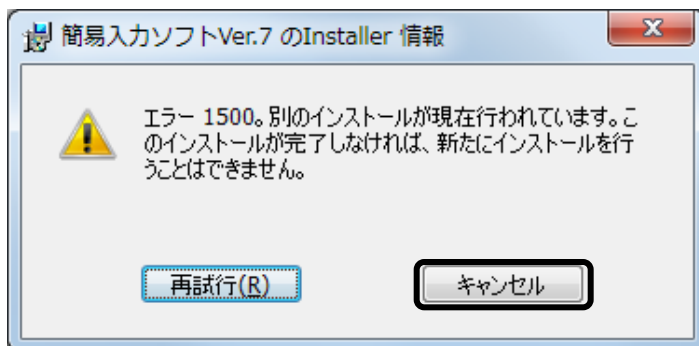 簡易入力ソフトVer.7 のInstaller 情報
エラー 1500。別のインストールが現在行われています。こ
のインストールが完了しなければ、新たにインストールを行
うことはできません。
再試行(R)
キャンセル